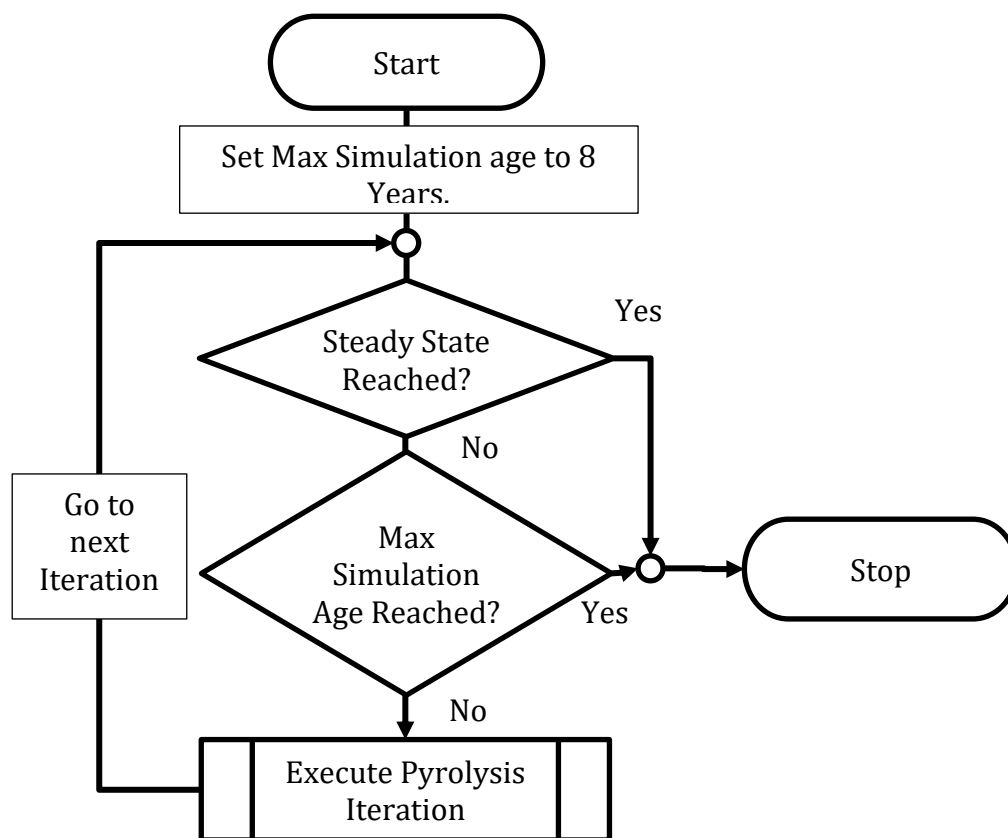 Start
Set Max Simulation age to 8
Years.
Yes
Steady State
Reached?
No
Go to
next
Iteration
Max
Simulation
Age Reached?
Yes
Stop
No
Execute Pyrolysis
Iteration